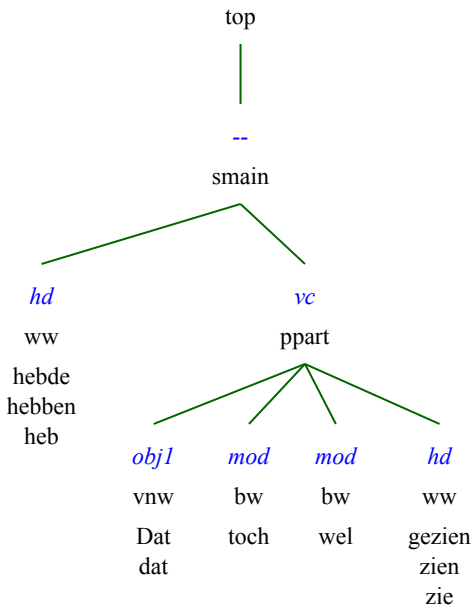 top
--
smain
hd vc
ww ppart
hebde
hebben
heb
obj1 mod mod hd
vnw bw bw ww
Dat toch wel gezien
dat zien
zie